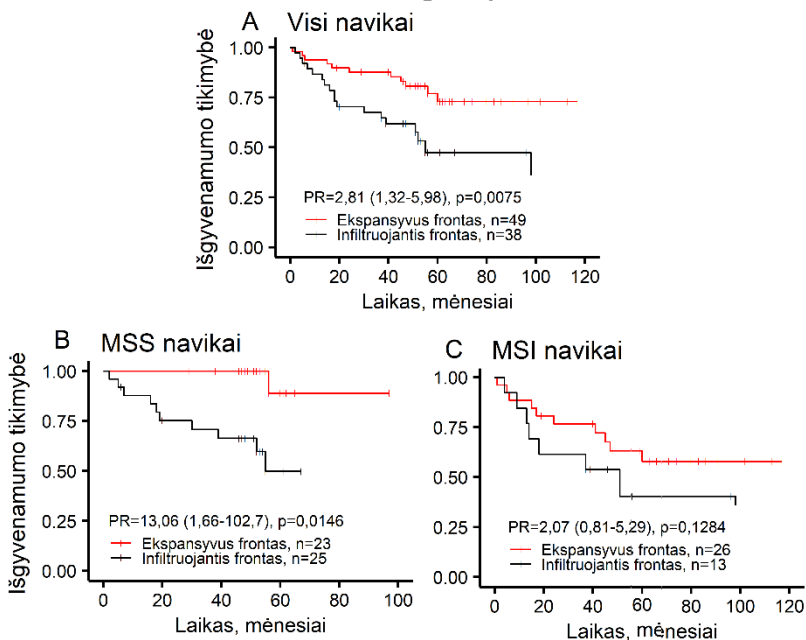 A Visi navikai
Išgyvenamumo tikimybė
1.00
0.75
0.50
0.25
0.00
PR=2,81 (1,32-5,98), p=0,0075
Ekspansyvus frontas, n=49
Infiltruojantis frontas, n=38
0 20 40 60 80 100 120
Laikas, mėnesiai
B MSS navikai
Išgyvenamumo tikimybė
1.00
0.75
0.50
0.25
0.00
PR=13,06 (1,66-102,7), p=0,0146
Ekspansyvus frontas, n=23
Infiltruojantis frontas, n=25
0 20 40 60 80 100
Laikas, mėnesiai
C MSI navikai
1.00
0.75
0.50
0.25
0.00
PR=2,07 (0,81-5,29), p=0,1284
Ekspansyvus frontas, n=26
Infiltruojantis frontas, n=13
0 20 40 60 80 100 120
Laikas, mėnesiai